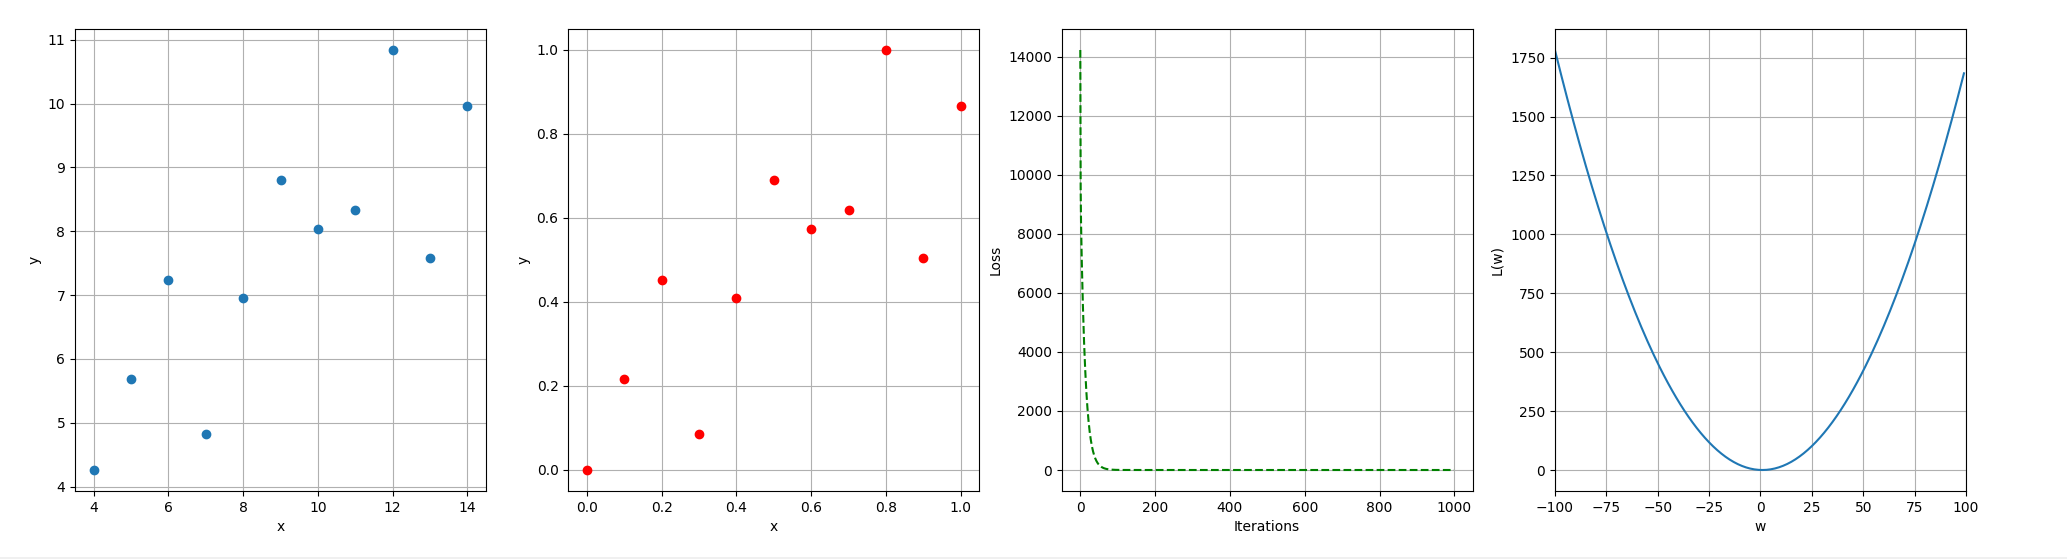 11
10
9
8
7
6
5
4
y
4 6 8 10 12 14
x
1.0
0.8
0.6
0.4
0.2
0.0
y
0.0 0.2 0.4 0.6 0.8 1.0
x
14000
12000
10000
8000
6000
4000
2000
0
Loss
0 200 400 600 800 1000
Iterations
1750
1500
1250
1000
750
500
250
0
L(w)
−100 −75 −50 −25 0 25 50 75 100
w